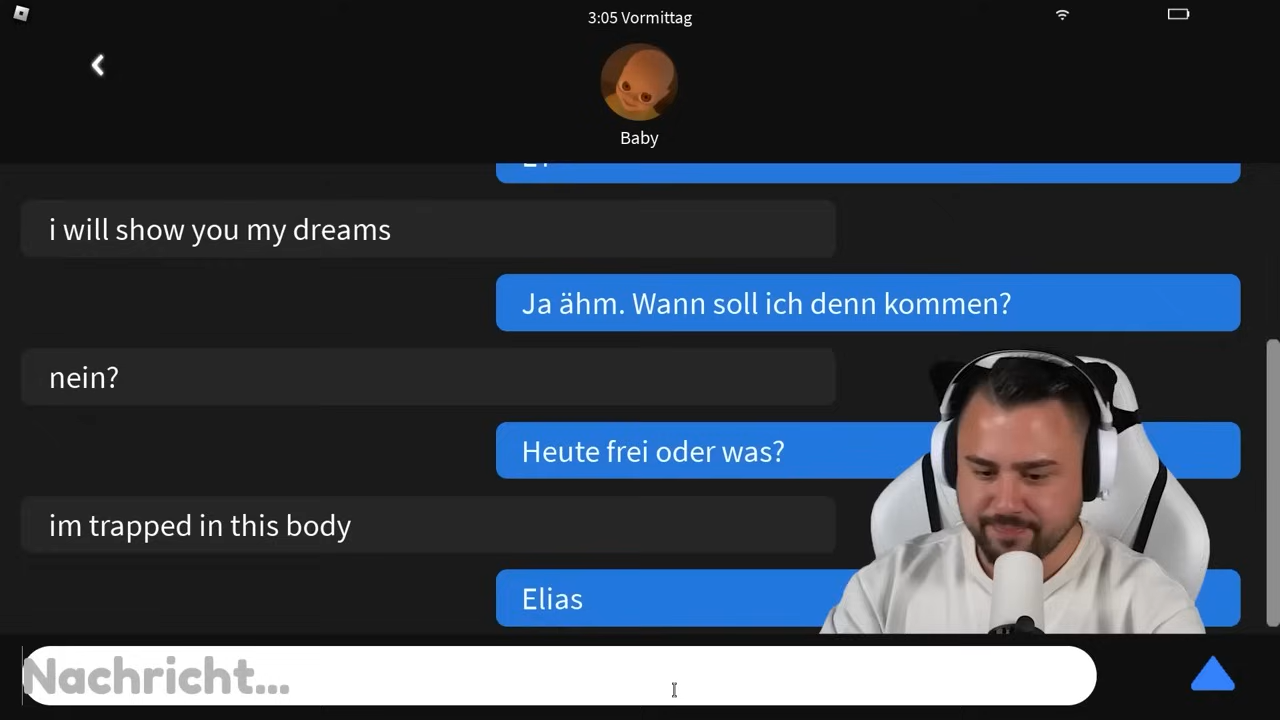 3:05 Vormittag
Baby
i will show you my dreams
Ja ähm. Wann soll ich denn kommen?
nein?
Heute frei oder was?
im trapped in this body
Elias
Nachricht...